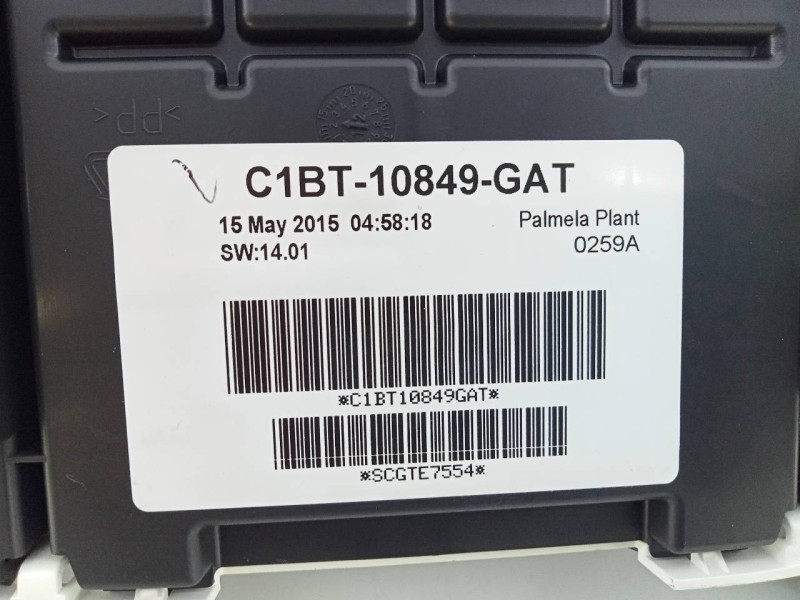 >PP<
C1BT-10849-GAT
15 May 2015 04:58:18 Palmela Plant
SW:14.01 0259A
*C1BT10849GAT*
*SCGTE7554*